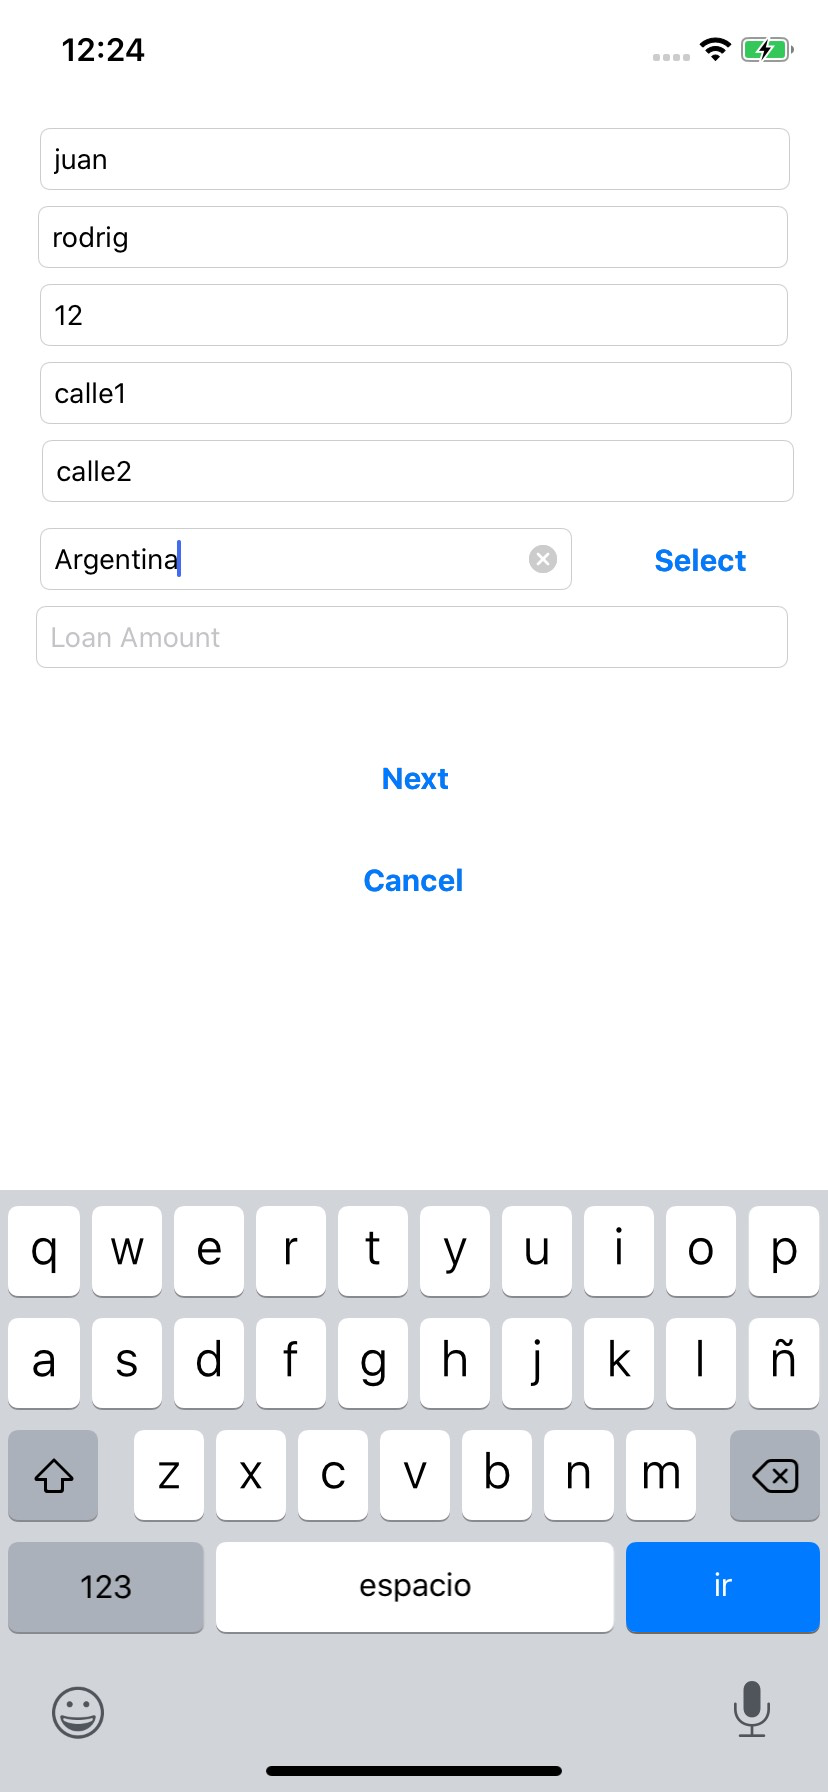 12:24
juan
rodrig
12
calle1
calle2
Argentina Select
Loan Amount
Next
Cancel
q w e r t y u i o p
a s d f g h j k l ñ
z x c v b n m
123 espacio ir